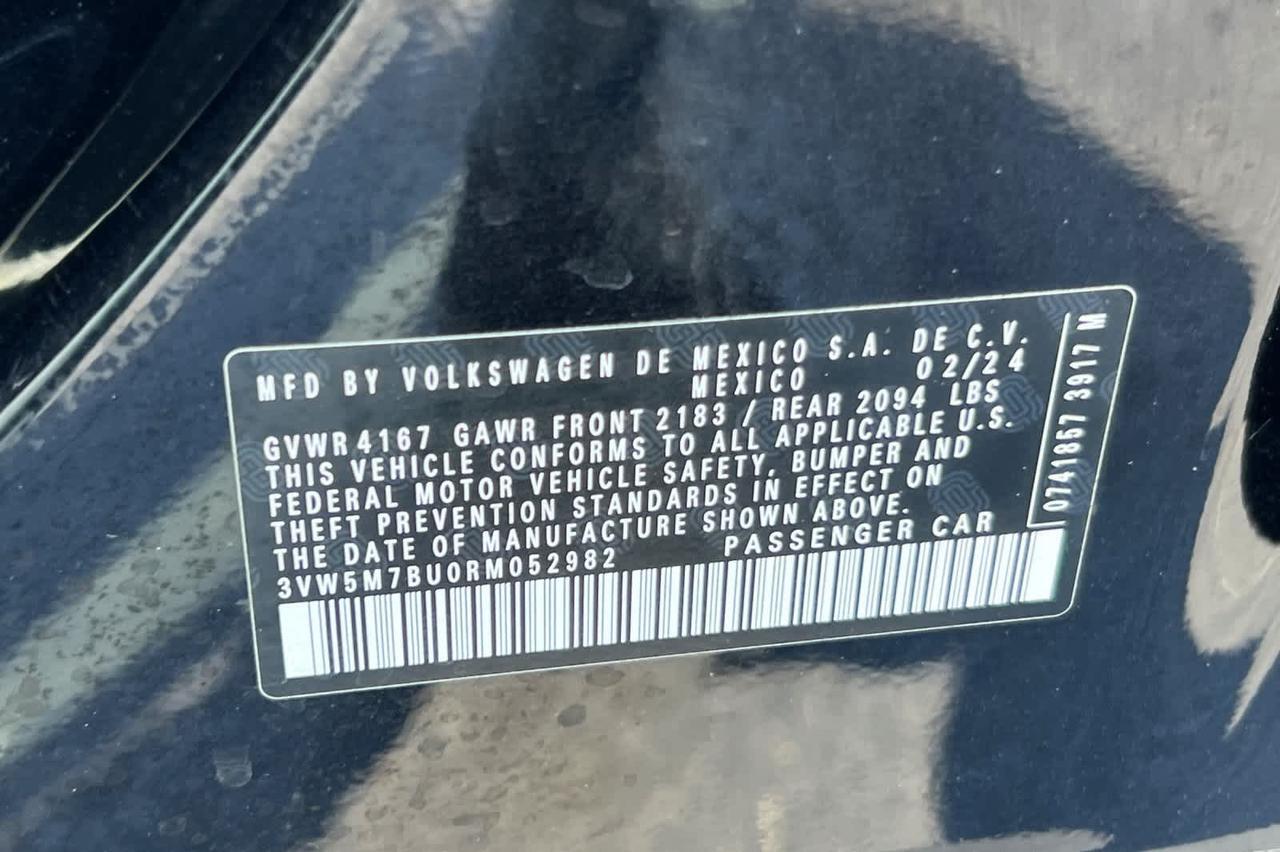 MFD BY VOLKSWAGEN DE MEXICO S.A. DE C.V.
MEXICO 02/24
GVWR 4167 GAWR FRONT 2183 / REAR 2094 LBS
THIS VEHICLE CONFORMS TO ALL APPLICABLE U.S.
FEDERAL MOTOR VEHICLE SAFETY, BUMPER AND
THEFT PREVENTION STANDARDS IN EFFECT ON
THE DATE OF MANUFACTURE SHOWN ABOVE.
3VW5M7BU0RM052982 PASSENGER CAR
0741857 3917 M